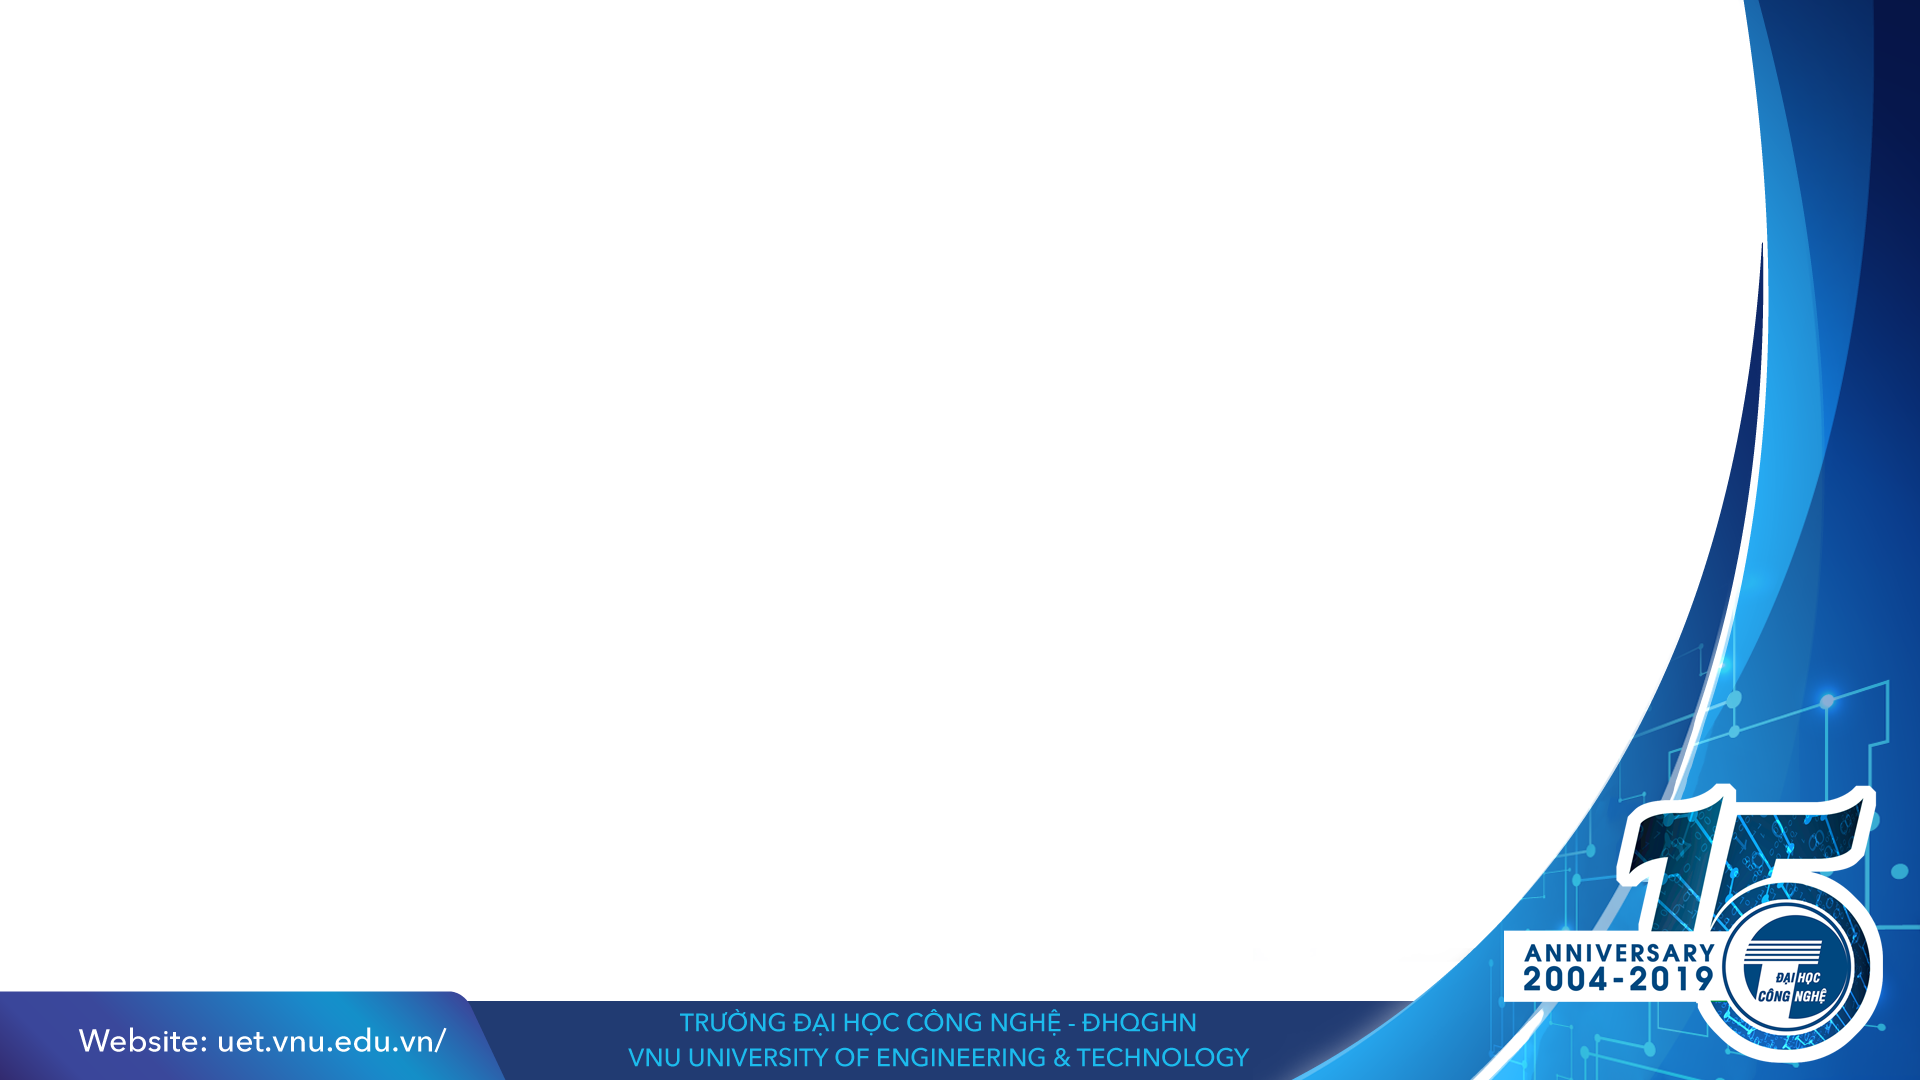 15
ANNIVERSARY
2004-2019
ĐẠI HỌC
CÔNG NGHỆ
Website: uet.vnu.edu.vn/
TRƯỜNG ĐẠI HỌC CÔNG NGHỆ - ĐHQGHN
VNU UNIVERSITY OF ENGINEERING & TECHNOLOGY